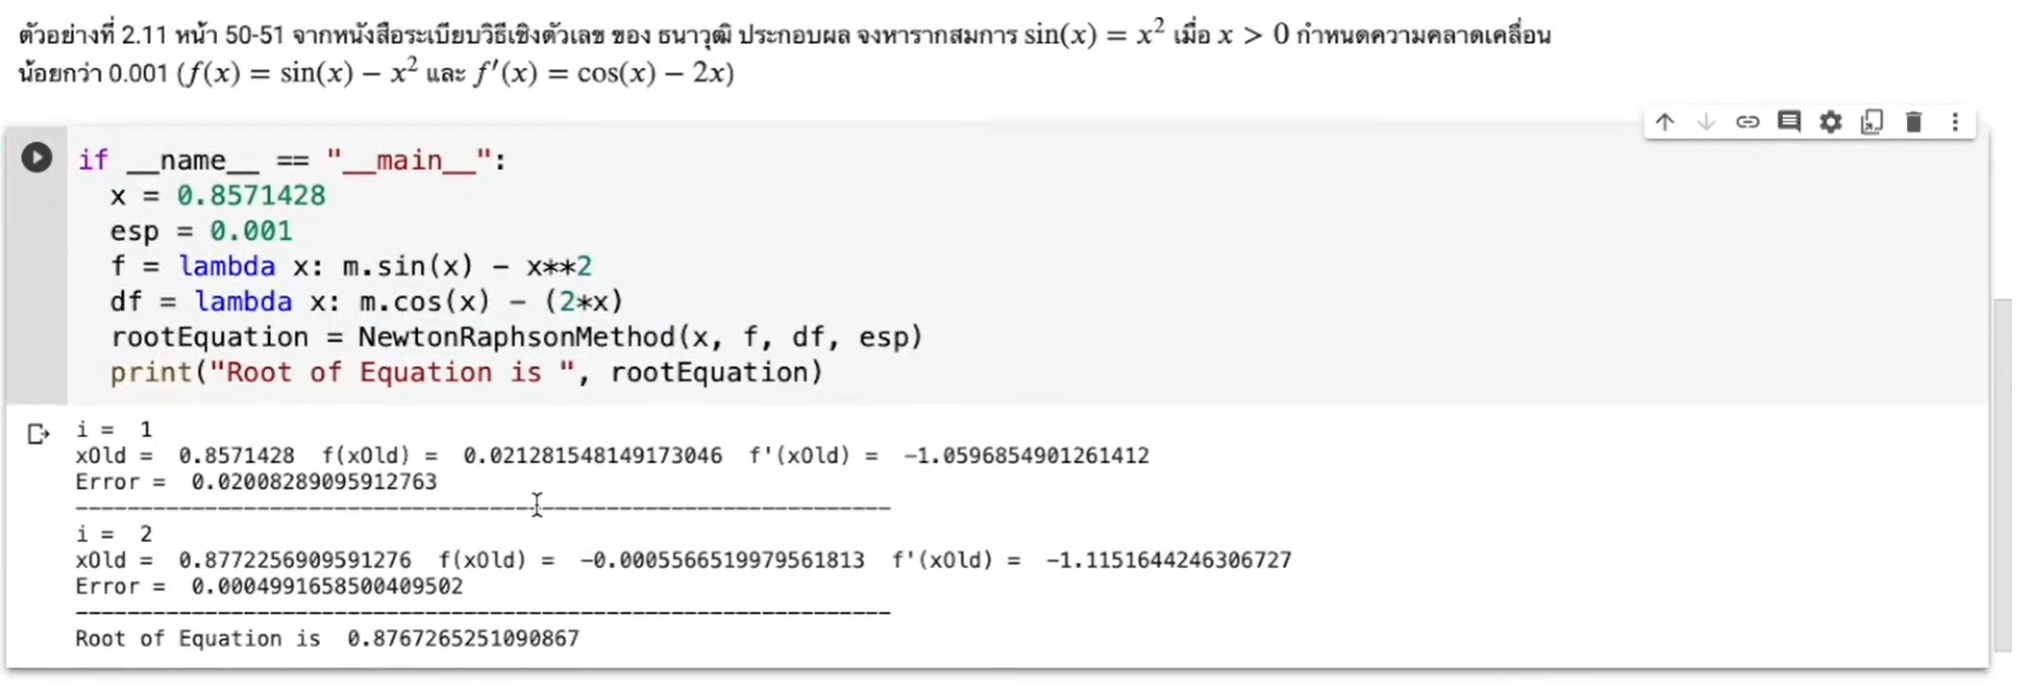 ตัวอย่างที่ 2.11 หน้า 50-51 จากหนังสือระเบียบวิธีเชิงตัวเลข ของ ธนาวุฒิ ประกอบผล จงหารากสมการ sin(x) = x² เมื่อ x > 0 กำหนดความคลาดเคลื่อน
น้อยกว่า 0.001 (f(x) = sin(x) − x² และ f′(x) = cos(x) − 2x)
if __name__ == "__main__":
x = 0.8571428
esp = 0.001
f = lambda x: m.sin(x) - x**2
df = lambda x: m.cos(x) - (2*x)
rootEquation = NewtonRaphsonMethod(x, f, df, esp)
print("Root of Equation is ", rootEquation)
i =  1
xOld =  0.8571428  f(xOld) =  0.021281548149173046  f'(xOld) =  -1.0596854901261412
Error =  0.02008289095912763
---------------------------------------------------------------
i =  2
xOld =  0.8772256909591276  f(xOld) =  -0.0005566519979561813  f'(xOld) =  -1.1151644246306727
Error =  0.0004991658500409502
---------------------------------------------------------------
Root of Equation is  0.8767265251090867